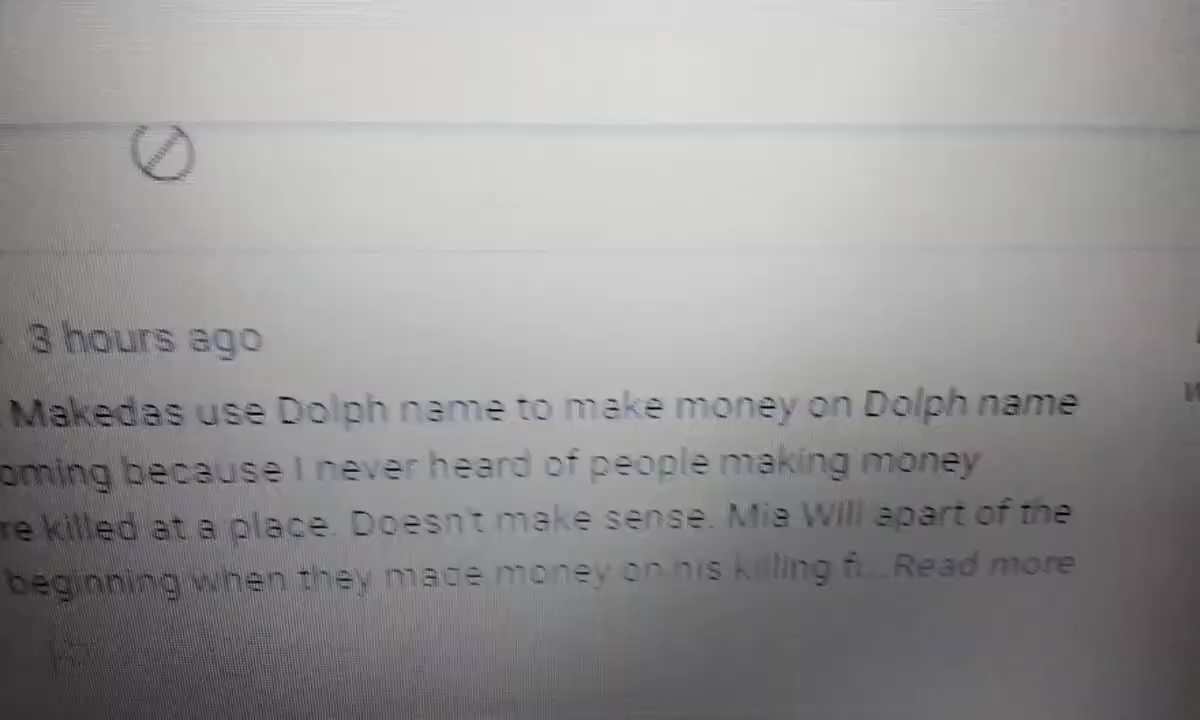 3 hours ago
Makedas use Dolph name to make money on Dolph name
oming because I never heard of people making money
re killed at a place. Doesn't make sense. Mia Will apart of the
beginning when they made money on his killing fi...Read more